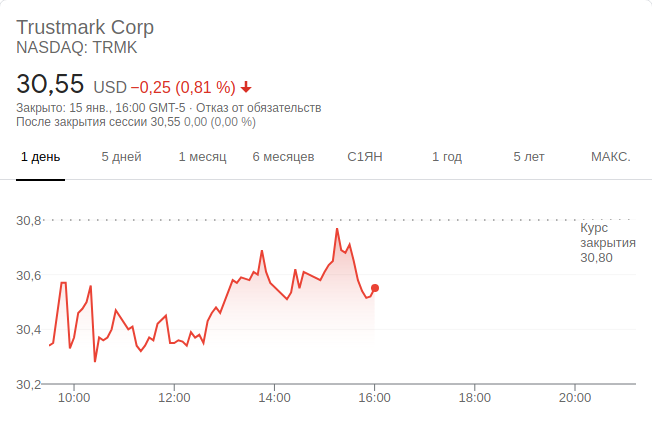 Trustmark Corp
NASDAQ: TRMK
30,55 USD −0,25 (0,81 %)
Закрыто: 15 янв., 16:00 GMT-5 · Отказ от обязательств
После закрытия сессии 30,55 0,00 (0,00 %)
1 день 5 дней 1 месяц 6 месяцев С1ЯН 1 год 5 лет МАКС.
30,8
Курс
закрытия
30,80
30,6
30,4
30,2
10:00 12:00 14:00 16:00 18:00 20:00